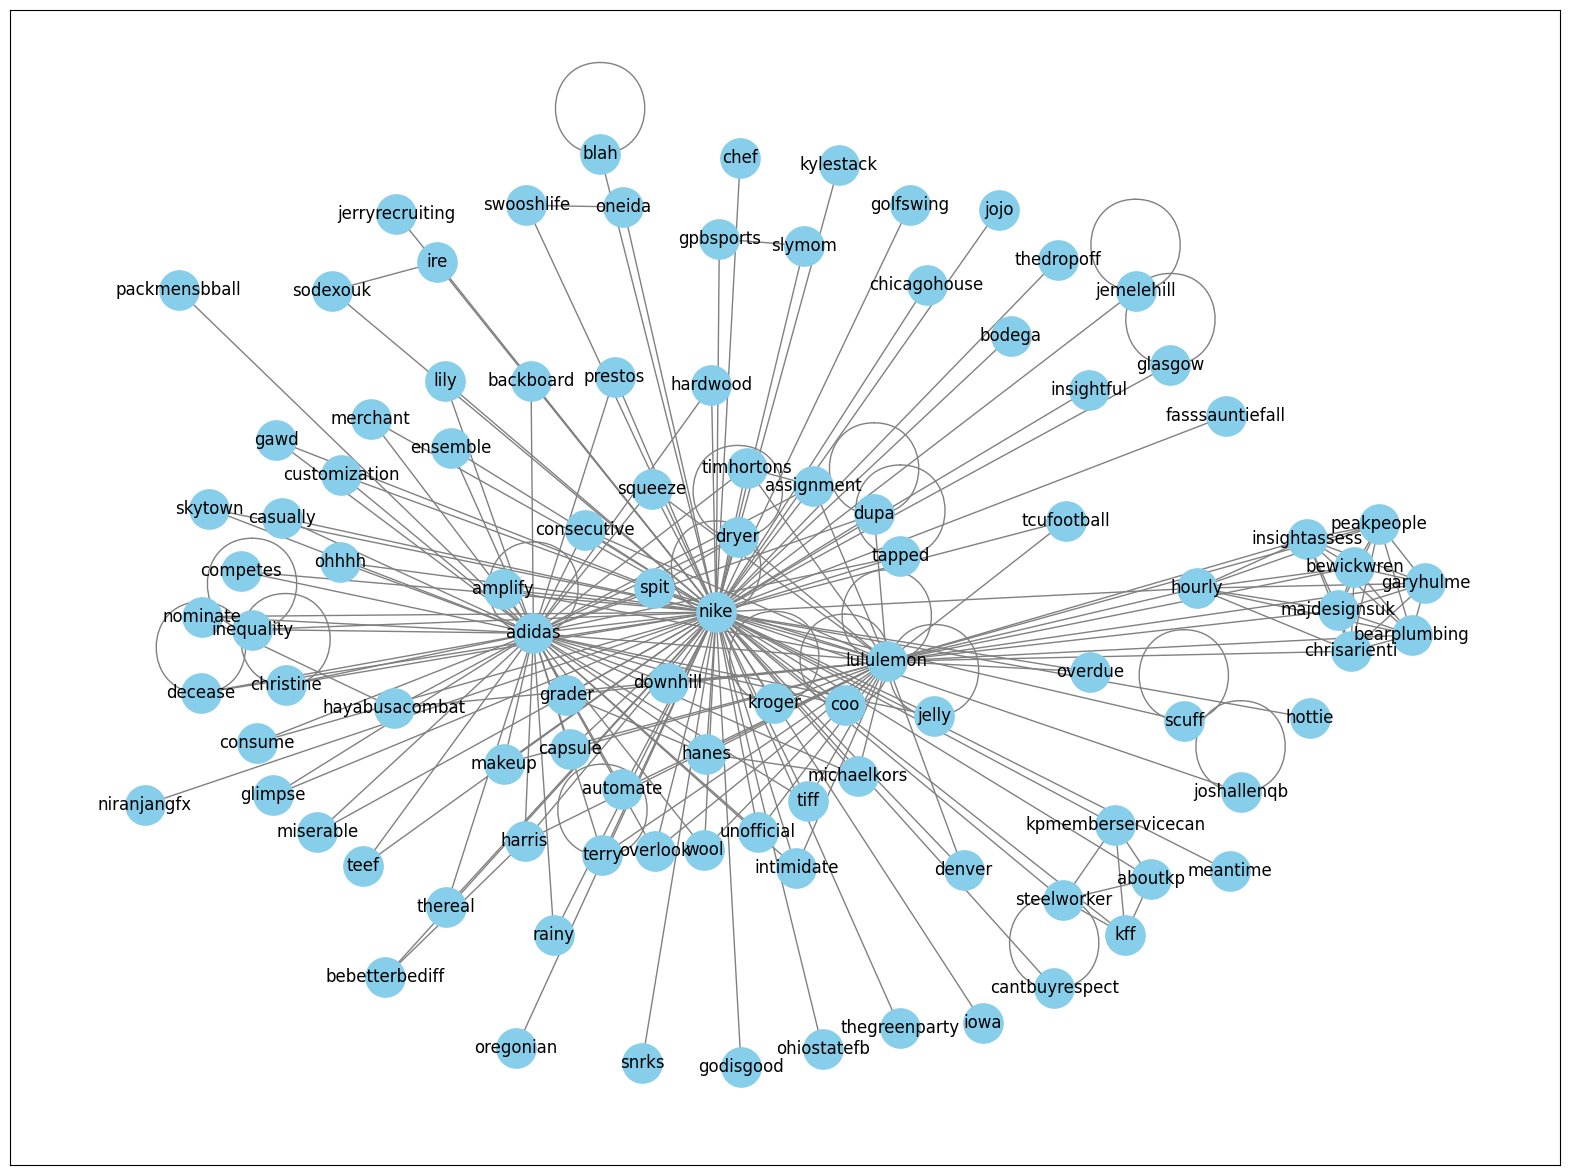 blah
chef
kylestack
jerryrecruiting
swooshlife
oneida
golfswing
jojo
gpbsports
slymom
ire
thedropoff
packmensbball
sodexouk
chicagohouse
jemelehill
bodega
glasgow
lily
backboard
prestos
hardwood
insightful
merchant
fasssauntiefall
gawd
ensemble
customization
timhortons
squeeze
assignment
skytown
casually
consecutive
dupa
tcufootball
peakpeople
dryer
insightassess
tapped
ohhhh
competes
bewickwren
amplify
spit
hourly
garyhulme
nominate
nike
majdesignsuk
inequality
adidas
bearplumbing
chrisarienti
lululemon
overdue
decease
christine
downhill
grader
hayabusacombat
kroger
coo
jelly
scuff
hottie
consume
capsule
hanes
makeup
michaelkors
automate
joshallenqb
glimpse
niranjangfx
tiff
kpmemberservicecan
miserable
unofficial
harris
teef
terry
overlook
wool
intimidate
denver
meantime
aboutkp
steelworker
thereal
rainy
kff
bebetterbediff
cantbuyrespect
iowa
thegreenparty
oregonian
ohiostatefb
snrks
godisgood